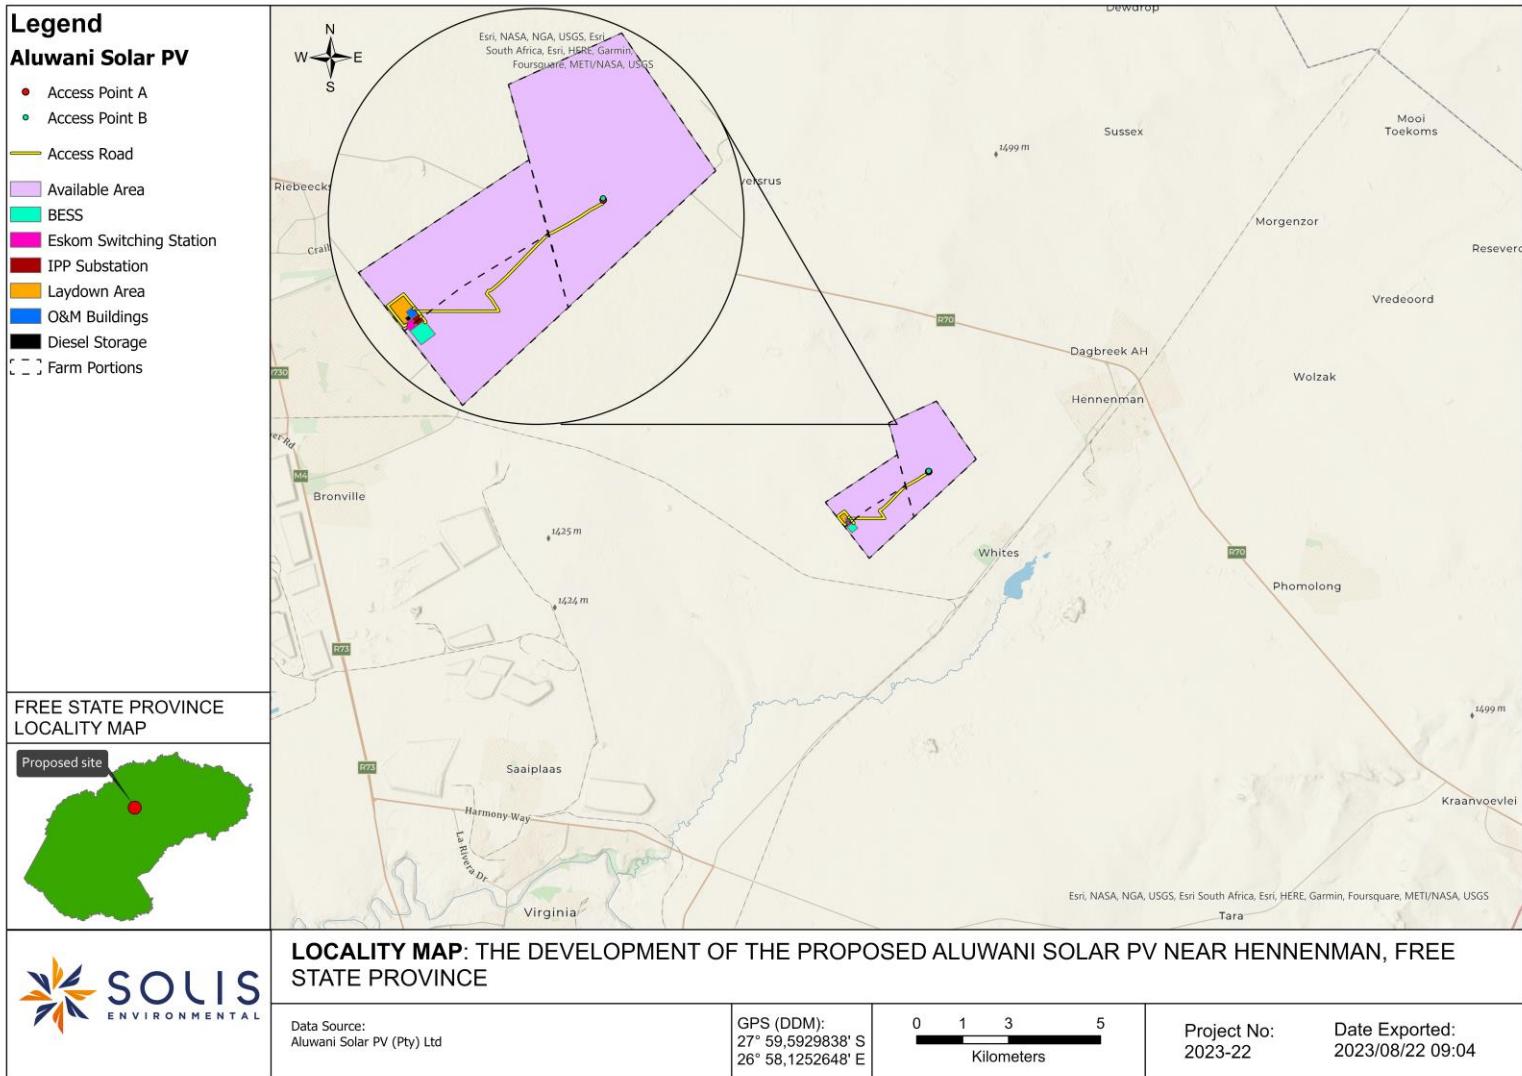 Legend
Aluwani Solar PV
Access Point A
Access Point B
Access Road
Available Area
BESS
Eskom Switching Station
IPP Substation
Laydown Area
O&M Buildings
Diesel Storage
Farm Portions
FREE STATE PROVINCE
LOCALITY MAP
Proposed site
N
W
E
S
Esri, NASA, NGA, USGS, Esri
South Africa, Esri, HERE, Garmin,
Foursquare, METI/NASA, USGS
Dewdrop
Mooi
Toekoms
Sussex
1499 m
Riebeecks
versrus
Morgenzor
Crail
Vredeoord
R70
R730
Dagbreek AH
Wolzak
Hennenman
M4
Bronville
1425 m
Whites
R70
Phomolong
1424 m
R73
1499 m
R73
Saaiplaas
Kraanvoevlei
Harmony Way
La Rivera Dr
Esri, NASA, NGA, USGS, Esri South Africa, Esri, HERE, Garmin, Foursquare, METI/NASA, USGS
Virginia
Tara
SOLIS
ENVIRONMENTAL
LOCALITY MAP: THE DEVELOPMENT OF THE PROPOSED ALUWANI SOLAR PV NEAR HENNENMAN, FREE
STATE PROVINCE
Data Source:
Aluwani Solar PV (Pty) Ltd
GPS (DDM):
27° 59,5929838' S
26° 58,1252648' E
0 1 3 5
Kilometers
Project No:
2023-22
Date Exported:
2023/08/22 09:04